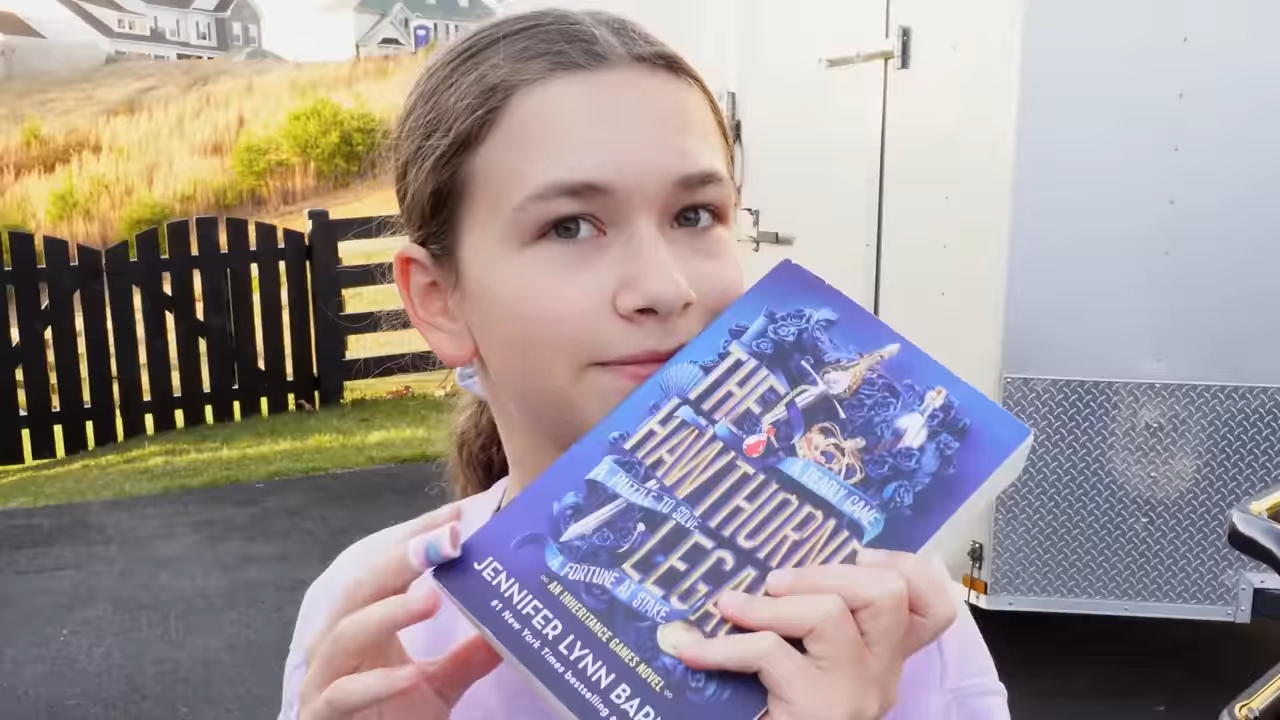 THE
HAWTHORNE
LEGA
A DEADLY GAME
A PUZZLE TO SOLVE
A FORTUNE AT STAKE
∞ AN INHERITANCE GAMES NOVEL ∞
JENNIFER LYNN BAR
#1 New York Times bestselling a